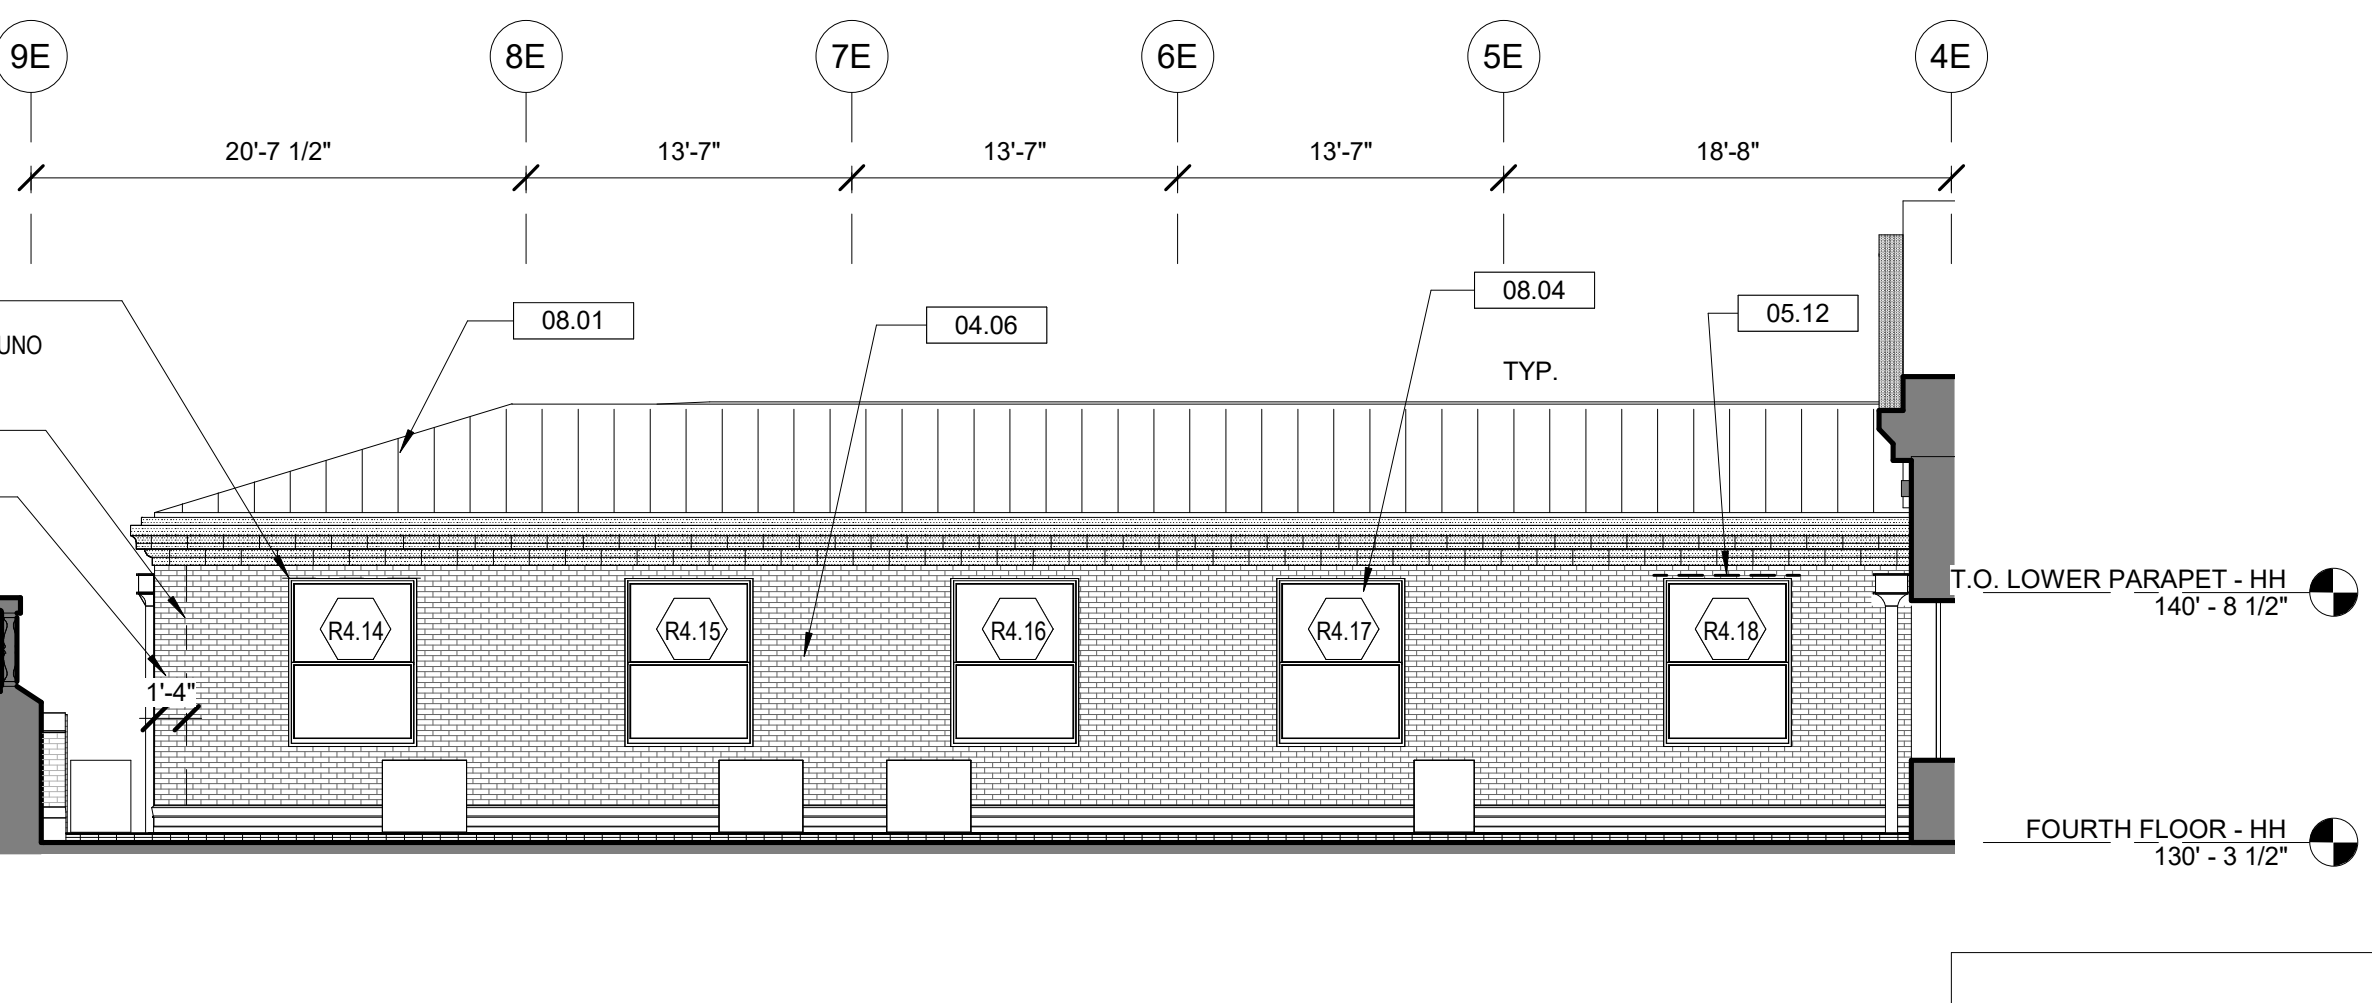 9E 8E 7E 6E 5E 4E
20'-7 1/2" 13'-7" 13'-7" 13'-7" 18'-8"
08.01 04.06 08.04 05.12
UNO
TYP.
R4.14 R4.15 R4.16 R4.17 R4.18
1'-4"
T.O. LOWER PARAPET - HH
140' - 8 1/2"
FOURTH FLOOR - HH
130' - 3 1/2"